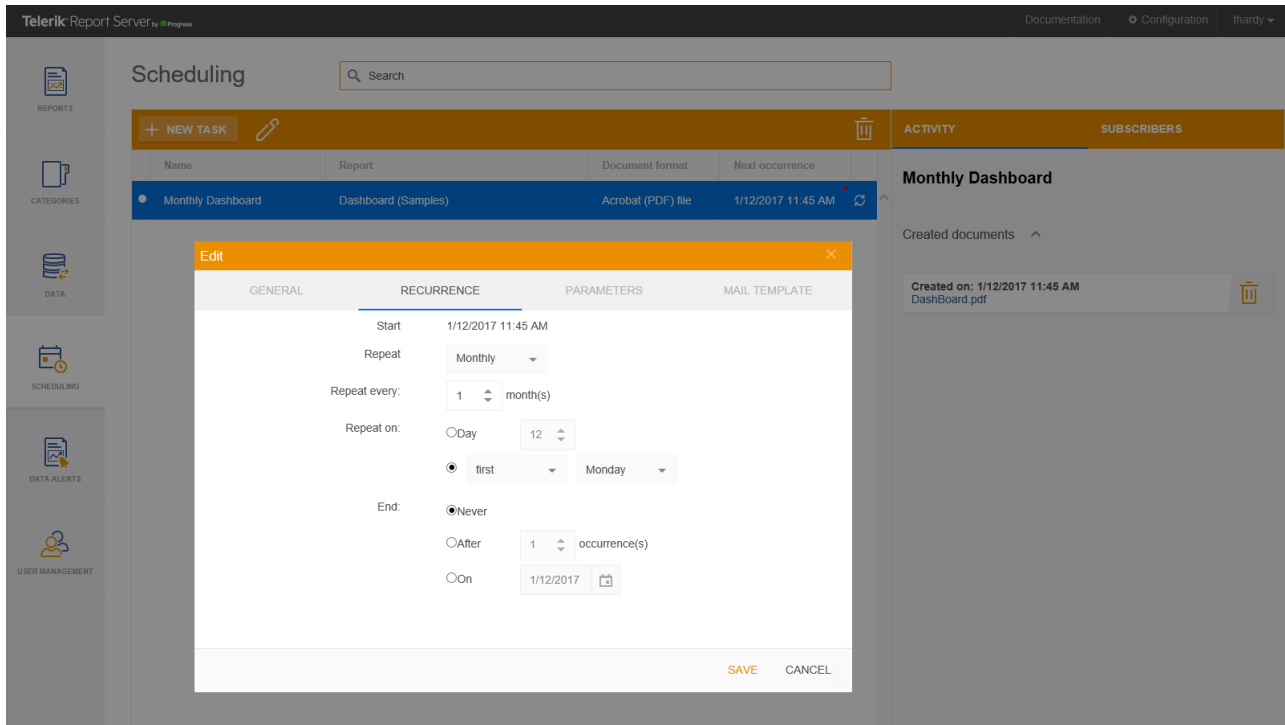 Telerik Report Server by Progress
Documentation
Configuration
thardy
REPORTS
CATEGORIES
DATA
SCHEDULING
DATA ALERTS
USER MANAGEMENT
Scheduling
Search
+ NEW TASK
Name Report Document format Next occurrence
Monthly Dashboard Dashboard (Samples) Acrobat (PDF) file 1/12/2017 11:45 AM
Edit
GENERAL RECURRENCE PARAMETERS MAIL TEMPLATE
Start 1/12/2017 11:45 AM
Repeat Monthly
Repeat every: 1 month(s)
Repeat on: Day 12
first Monday
End: Never
After 1 occurrence(s)
On 1/12/2017
SAVE CANCEL
ACTIVITY SUBSCRIBERS
Monthly Dashboard
Created documents
Created on: 1/12/2017 11:45 AM
DashBoard.pdf